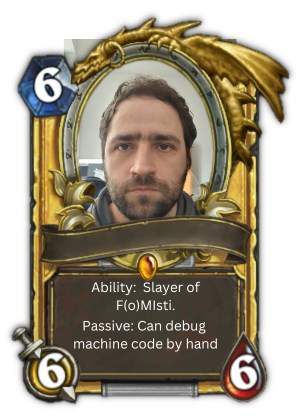 6
Ability: Slayer of
F(o)MIsti.
Passive: Can debug
machine code by hand
6
6